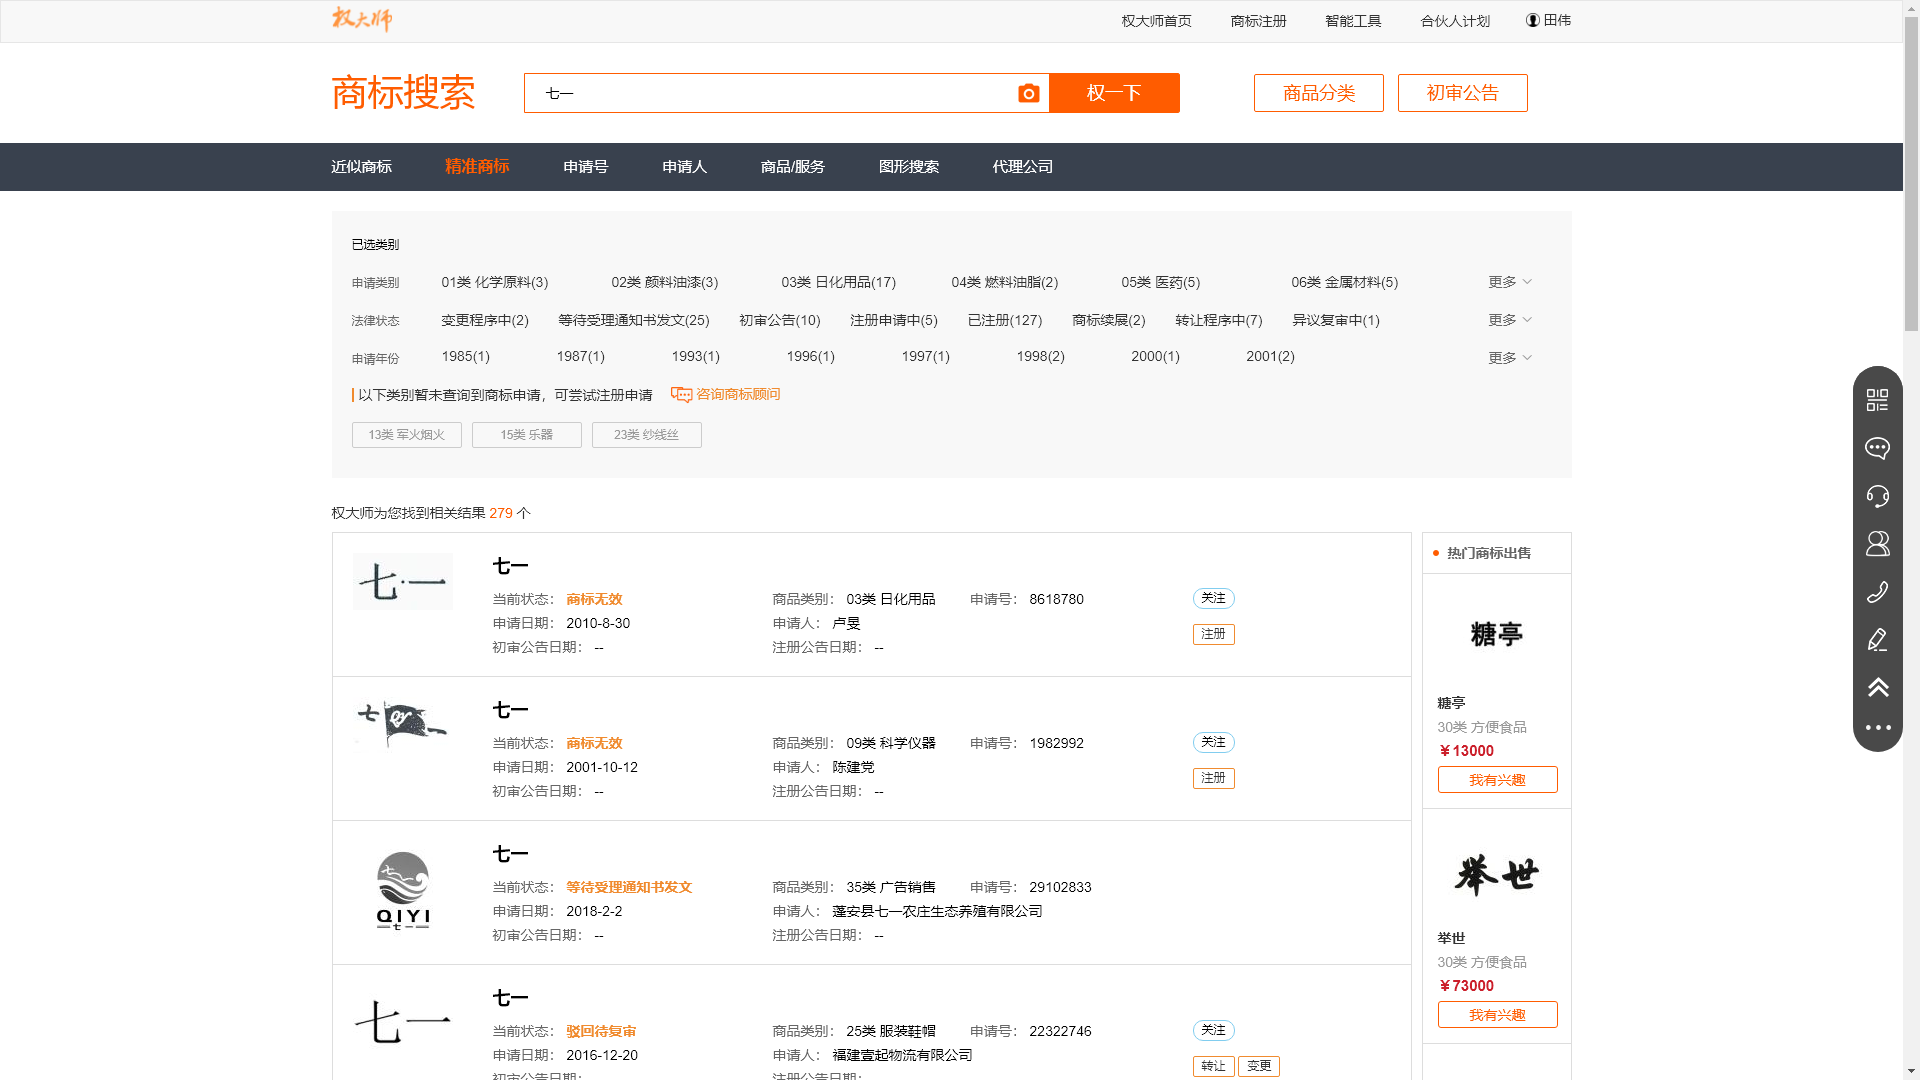 权大师
权大师首页 商标注册 智能工具 合伙人计划 田伟
商标搜索
七一
权一下
商品分类 初审公告
近似商标 精准商标 申请号 申请人 商品/服务 图形搜索 代理公司
已选类别
申请类别 01类 化学原料(3) 02类 颜料油漆(3) 03类 日化用品(17) 04类 燃料油脂(2) 05类 医药(5) 06类 金属材料(5) 更多
法律状态 变更程序中(2) 等待受理通知书发文(25) 初审公告(10) 注册申请中(5) 已注册(127) 商标续展(2) 转让程序中(7) 异议复审中(1) 更多
申请年份 1985(1) 1987(1) 1993(1) 1996(1) 1997(1) 1998(2) 2000(1) 2001(2) 更多
以下类别暂未查询到商标申请，可尝试注册申请 咨询商标顾问
13类 军火烟火 15类 乐器 23类 纱线丝
权大师为您找到相关结果 279 个
七·一
七一
当前状态： 商标无效 商品类别： 03类 日化用品 申请号： 8618780 关注
申请日期： 2010-8-30 申请人： 卢旻 注册
初审公告日期： -- 注册公告日期： --
七 一
七一
当前状态： 商标无效 商品类别： 09类 科学仪器 申请号： 1982992 关注
申请日期： 2001-10-12 申请人： 陈建党 注册
初审公告日期： -- 注册公告日期： --
QIYI
七一
七一
当前状态： 等待受理通知书发文 商品类别： 35类 广告销售 申请号： 29102833
申请日期： 2018-2-2 申请人： 蓬安县七一农庄生态养殖有限公司
初审公告日期： -- 注册公告日期： --
七一
七一
当前状态： 驳回待复审 商品类别： 25类 服装鞋帽 申请号： 22322746 关注
申请日期： 2016-12-20 申请人： 福建壹起物流有限公司 转让 变更
初审公告日期： 注册公告日期：
热门商标出售
糖亭
糖亭
30类 方便食品
￥13000
我有兴趣
举世
举世
30类 方便食品
￥73000
我有兴趣